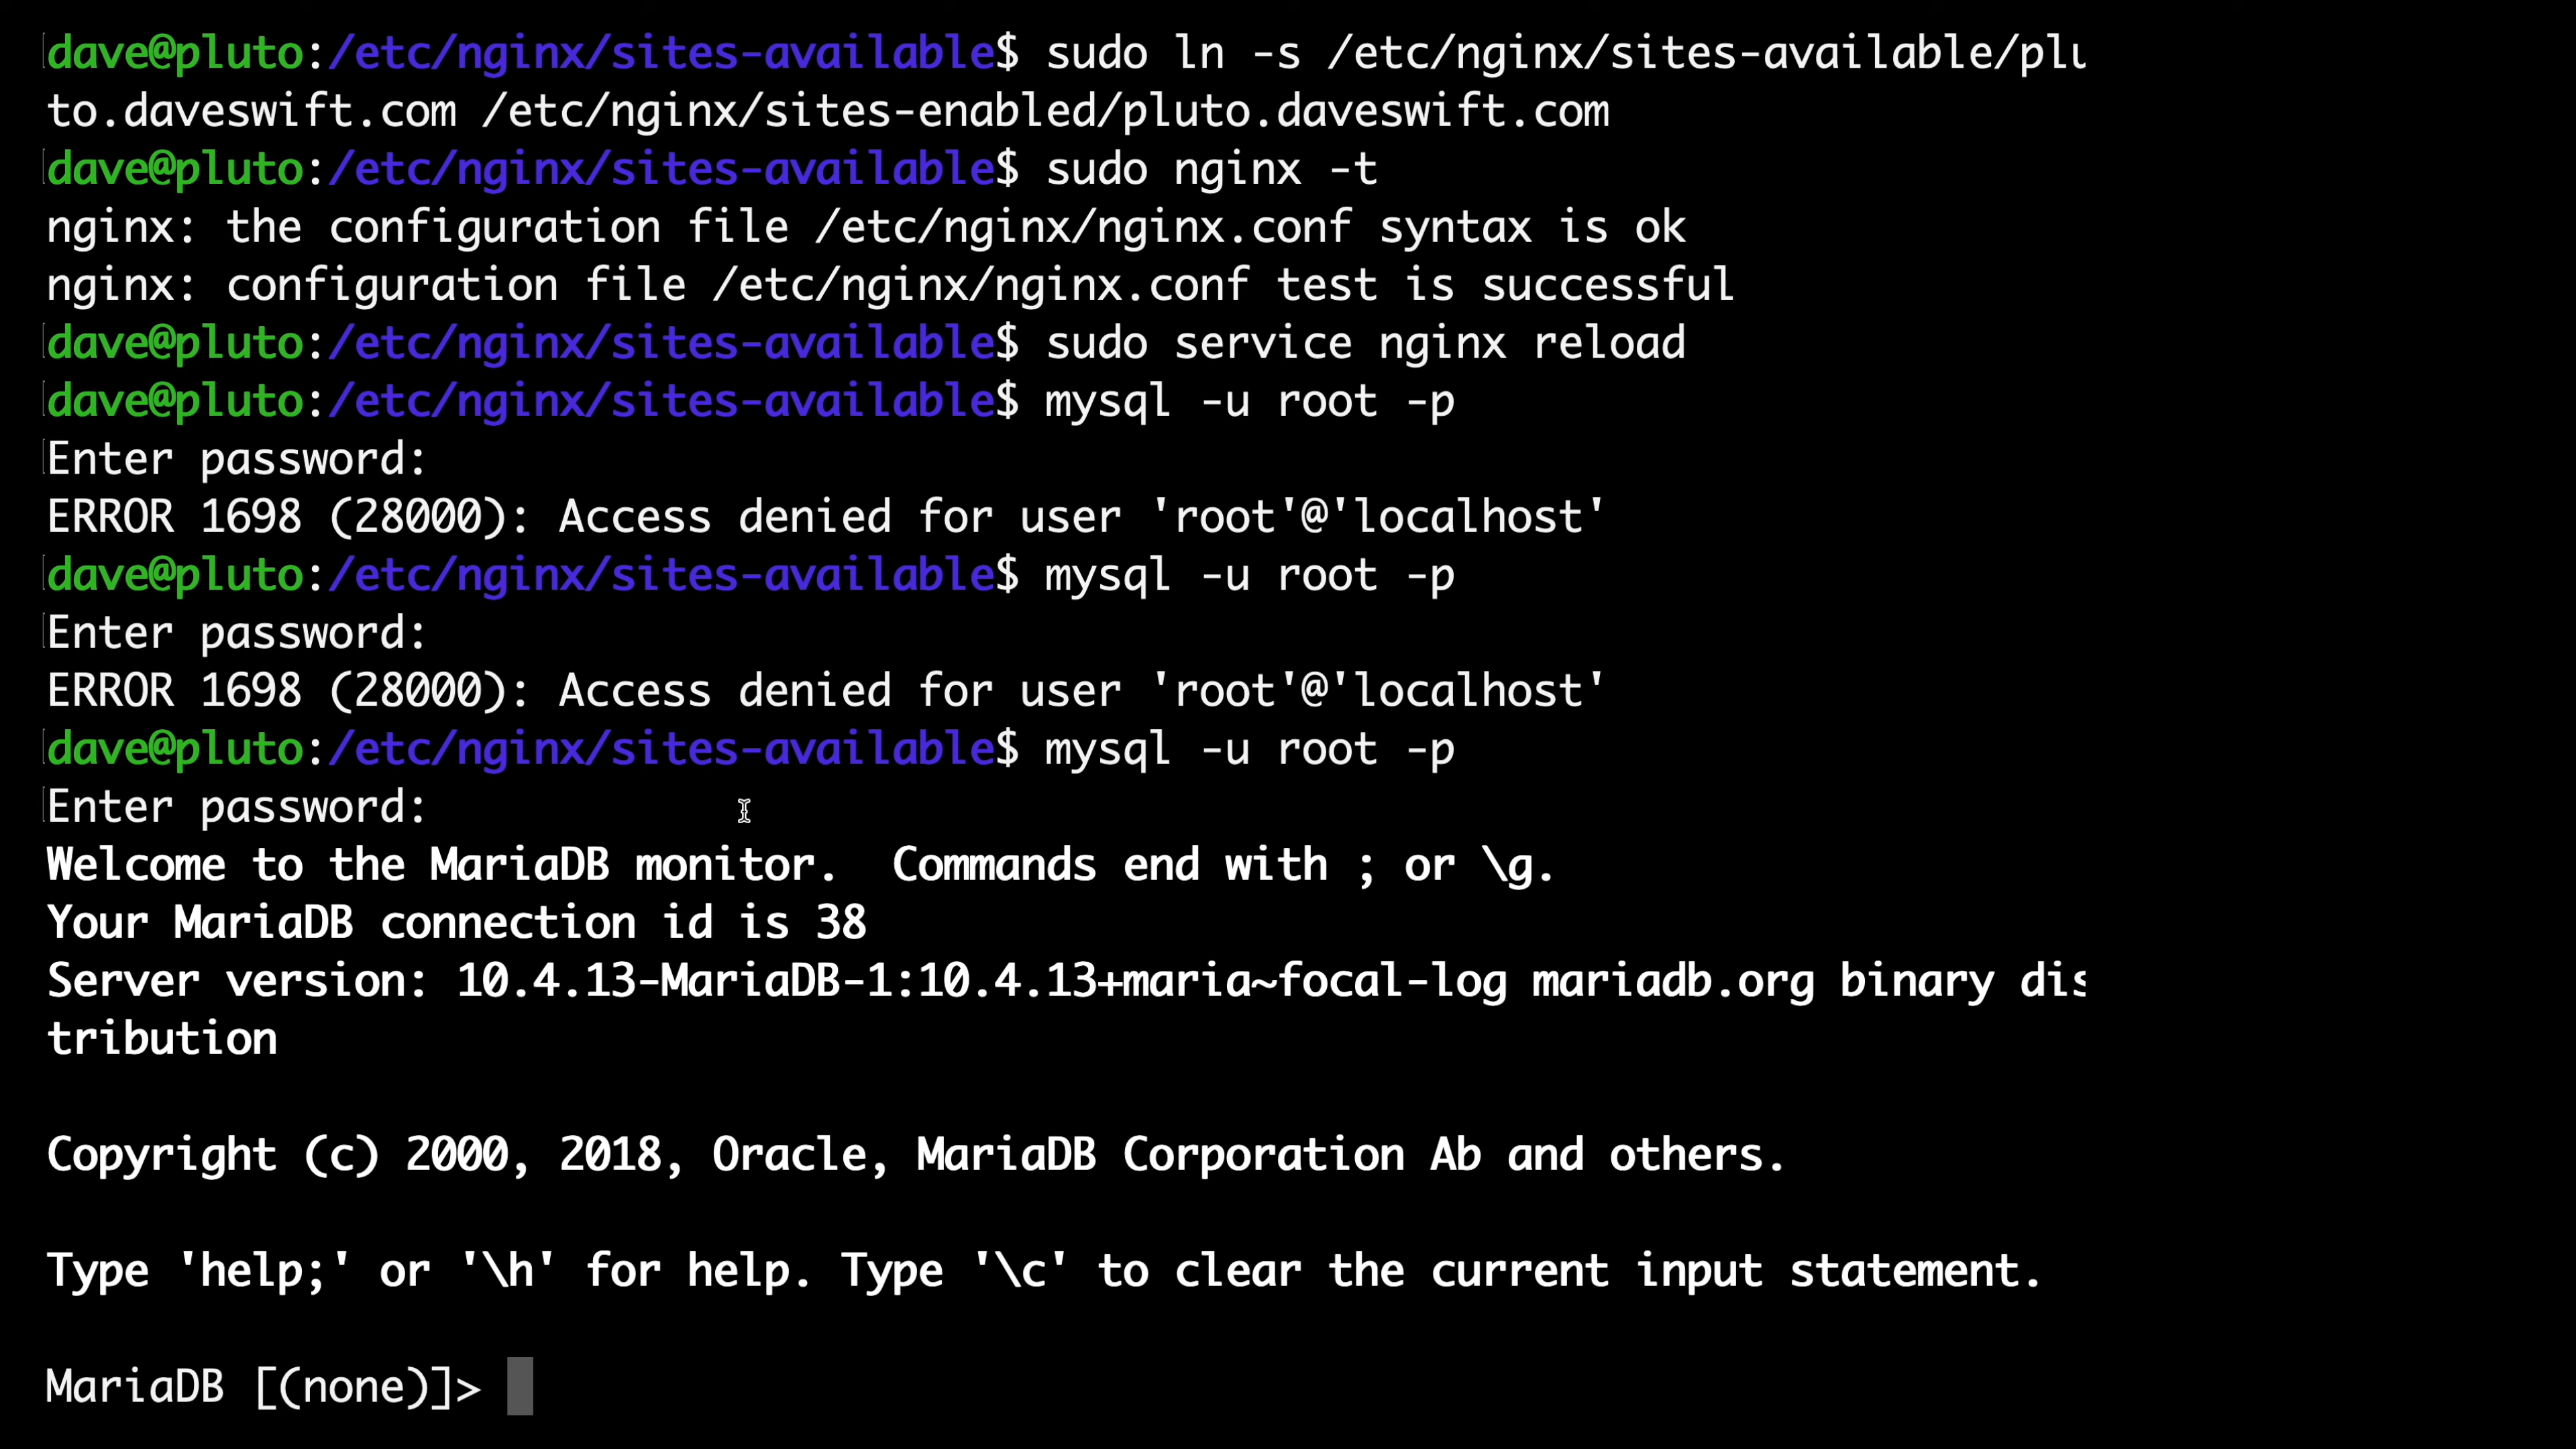 dave@pluto:/etc/nginx/sites-available$ sudo ln -s /etc/nginx/sites-available/plu
to.daveswift.com /etc/nginx/sites-enabled/pluto.daveswift.com
dave@pluto:/etc/nginx/sites-available$ sudo nginx -t
nginx: the configuration file /etc/nginx/nginx.conf syntax is ok
nginx: configuration file /etc/nginx/nginx.conf test is successful
dave@pluto:/etc/nginx/sites-available$ sudo service nginx reload
dave@pluto:/etc/nginx/sites-available$ mysql -u root -p
Enter password:
ERROR 1698 (28000): Access denied for user 'root'@'localhost'
dave@pluto:/etc/nginx/sites-available$ mysql -u root -p
Enter password:
ERROR 1698 (28000): Access denied for user 'root'@'localhost'
dave@pluto:/etc/nginx/sites-available$ mysql -u root -p
Enter password:
Welcome to the MariaDB monitor.  Commands end with ; or \g.
Your MariaDB connection id is 38
Server version: 10.4.13-MariaDB-1:10.4.13+maria~focal-log mariadb.org binary dis
tribution
Copyright (c) 2000, 2018, Oracle, MariaDB Corporation Ab and others.
Type 'help;' or '\h' for help. Type '\c' to clear the current input statement.
MariaDB [(none)]>